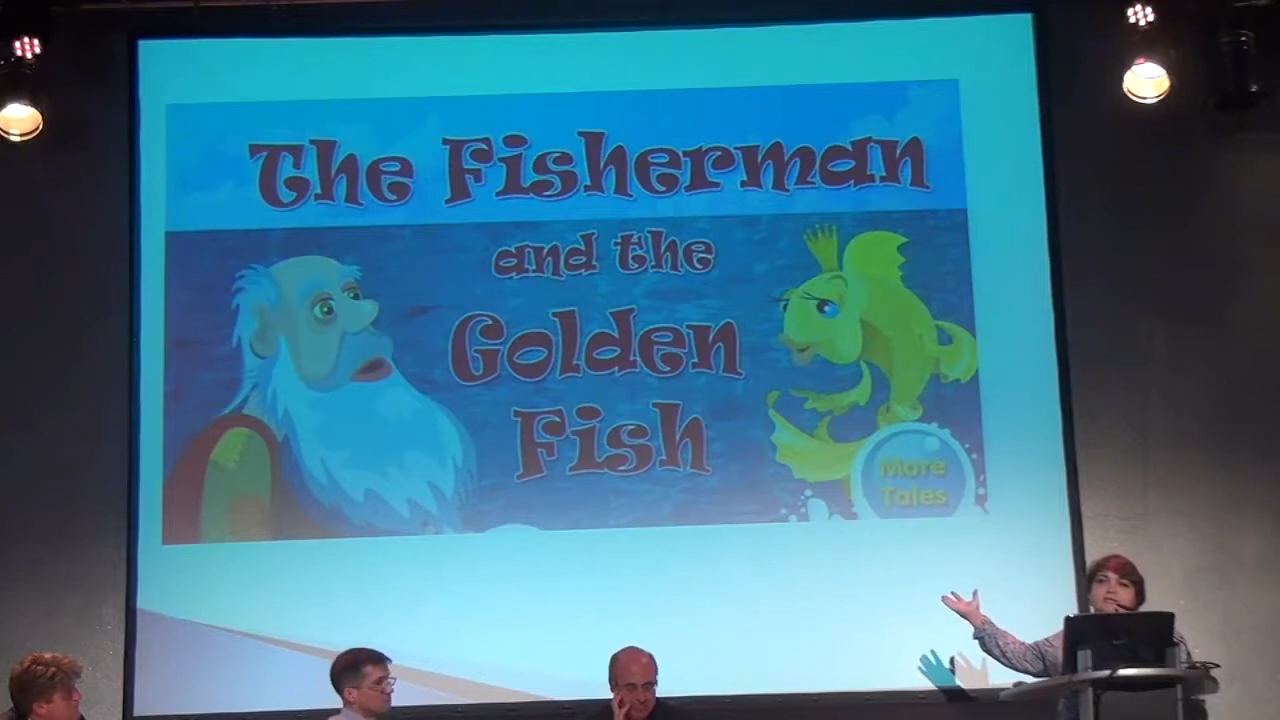 The Fisherman
and the
Golden
Fish
More
Tales